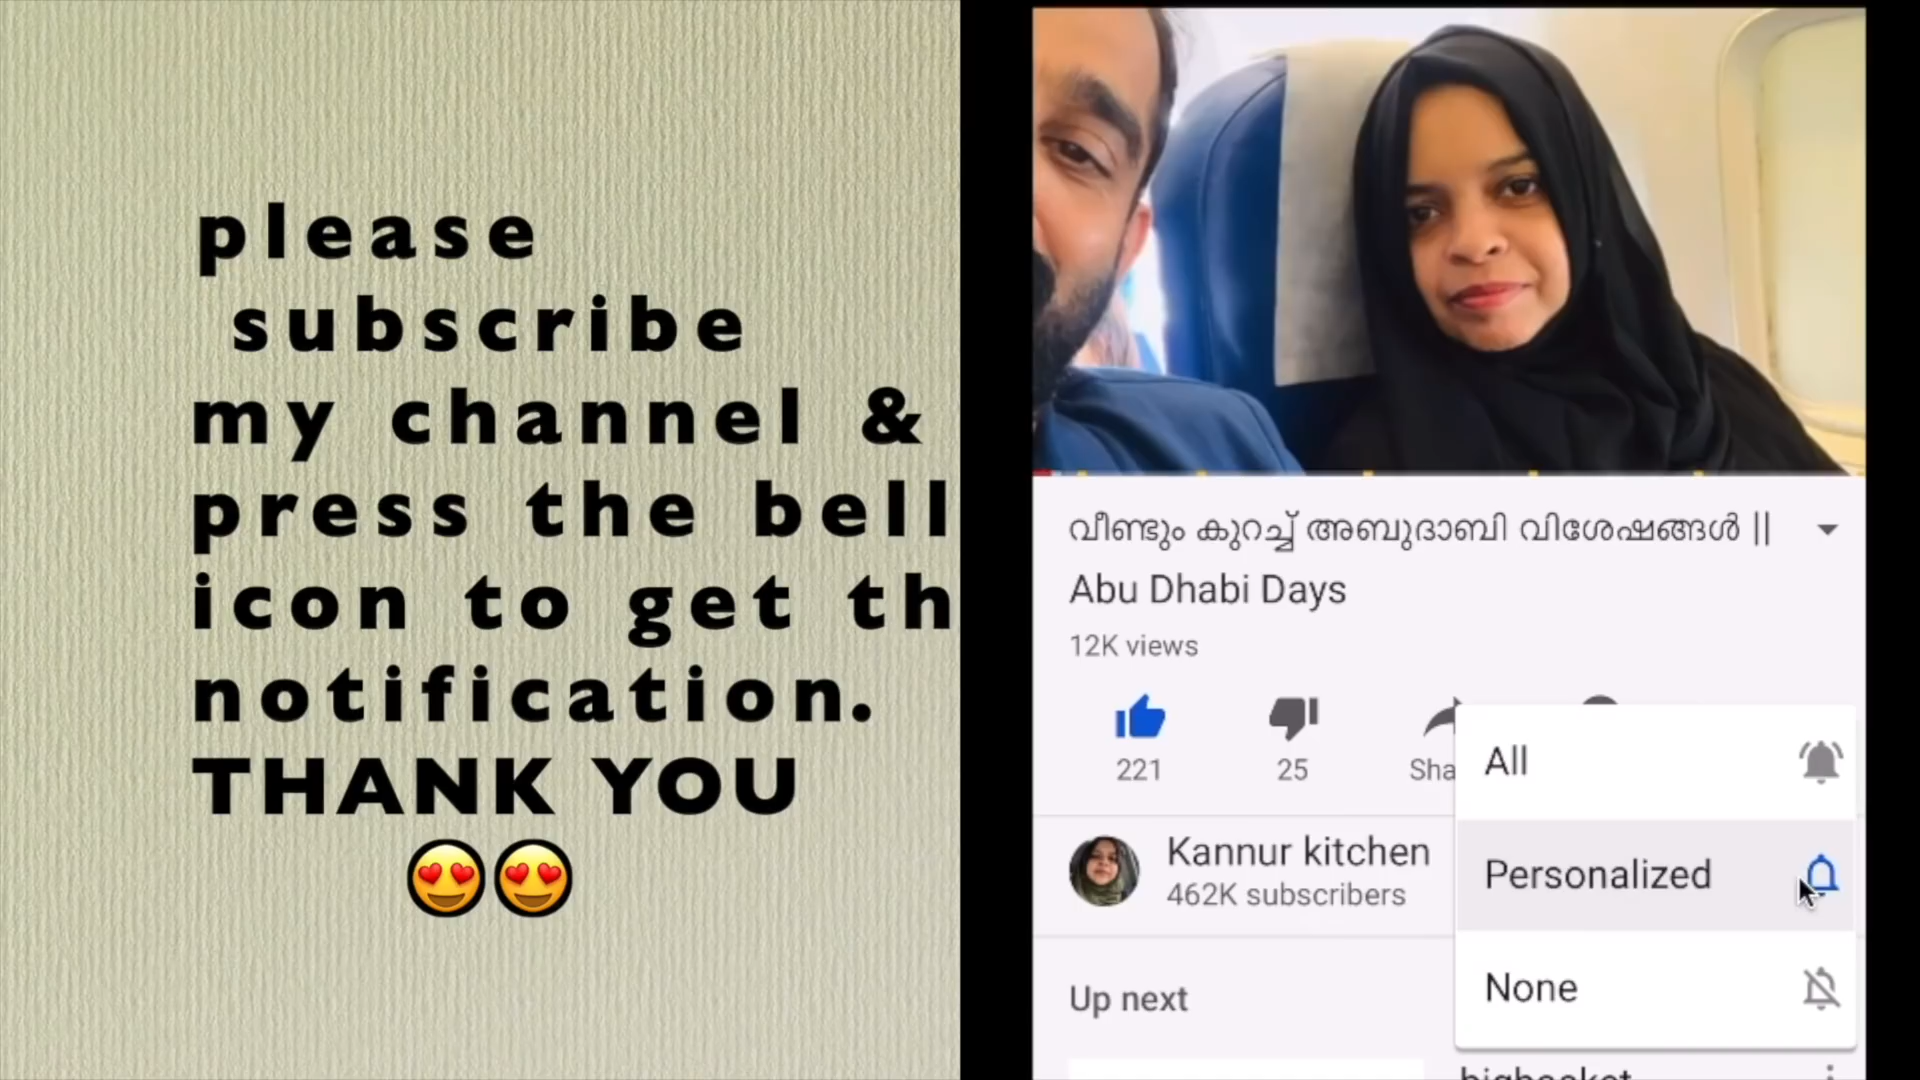 please
subscribe
my channel &
press the bell
icon to get th
notification.
THANK YOU
😍😍
വീണ്ടും കുറച്ച് അബുദാബി വിശേഷങ്ങൾ ||
Abu Dhabi Days
12K views
221
25
Sha
All
Kannur kitchen
462K subscribers
Personalized
None
Up next
bigbasket